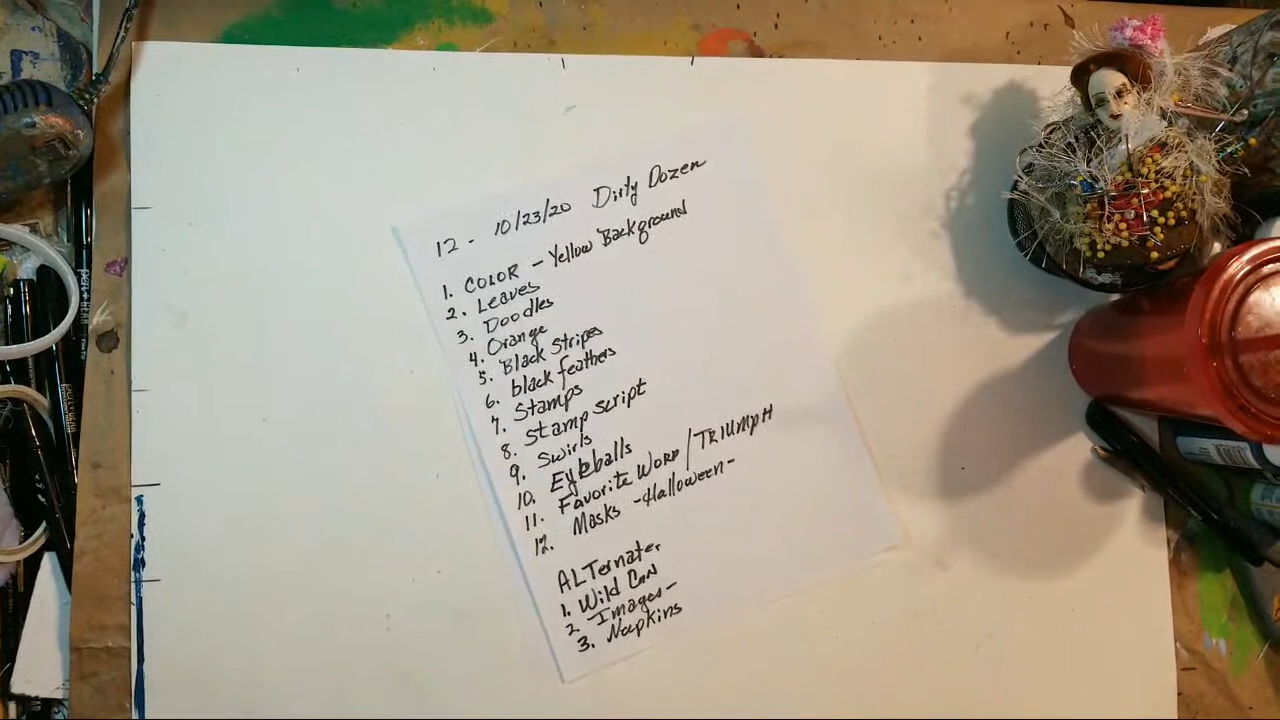 12 - 10/23/20 Dirty Dozen
1. COLOR - Yellow Background
2. Leaves
3. Doodles
4. Orange
5. Black Stripes
6. black feathers
7. Stamps
8. Stamp Script
9. Swirls
10. Eyeballs
11. Favorite Word / TRIUMPH
12. Masks - Halloween -
ALTernates
1. Wild Card
2 Images -
3. Napkins